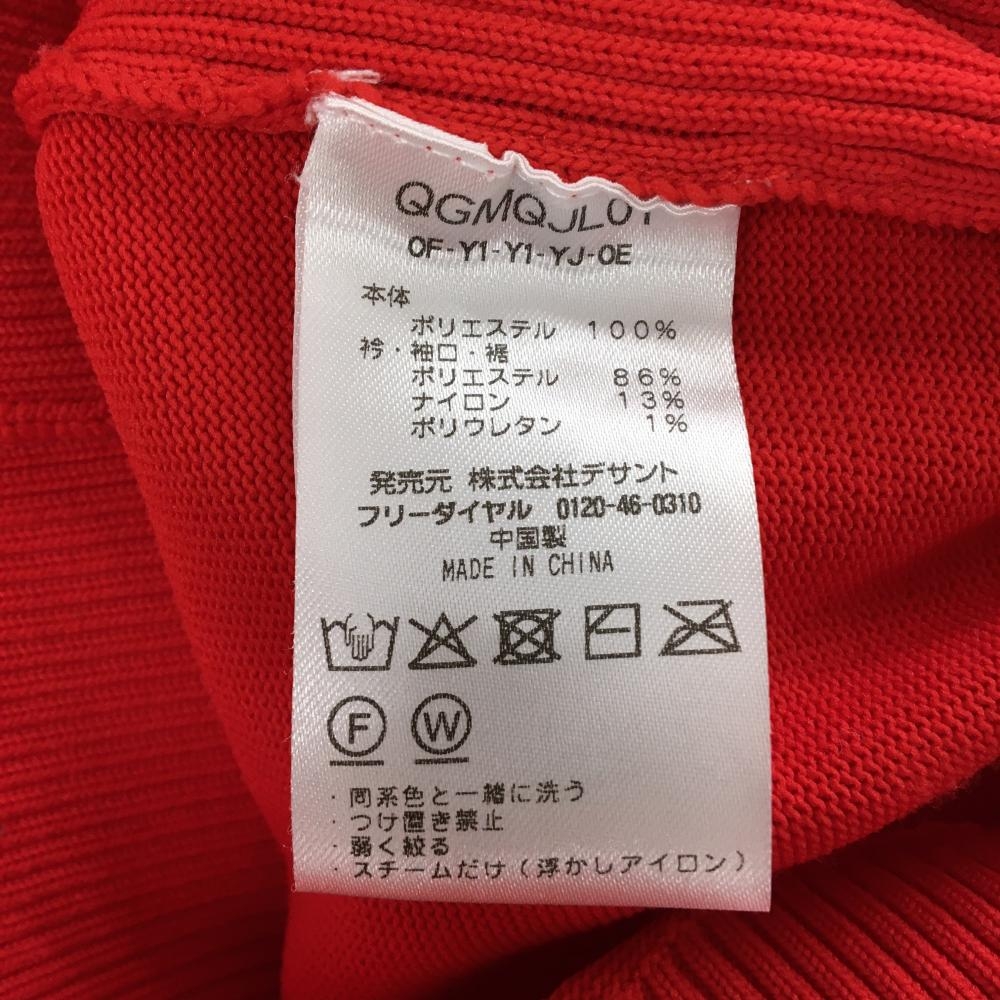 QGMQJL01
OF-Y1-Y1-YJ-OE
本体
ポリエステル 100%
衿・袖口・裾
ポリエステル 86%
ナイロン 13%
ポリウレタン 1%
発売元 株式会社デサント
フリーダイヤル 0120-46-0310
中国製
MADE IN CHINA
F W
・同系色と一緒に洗う
・つけ置き禁止
・弱く絞る
・スチームだけ(浮かしアイロン)